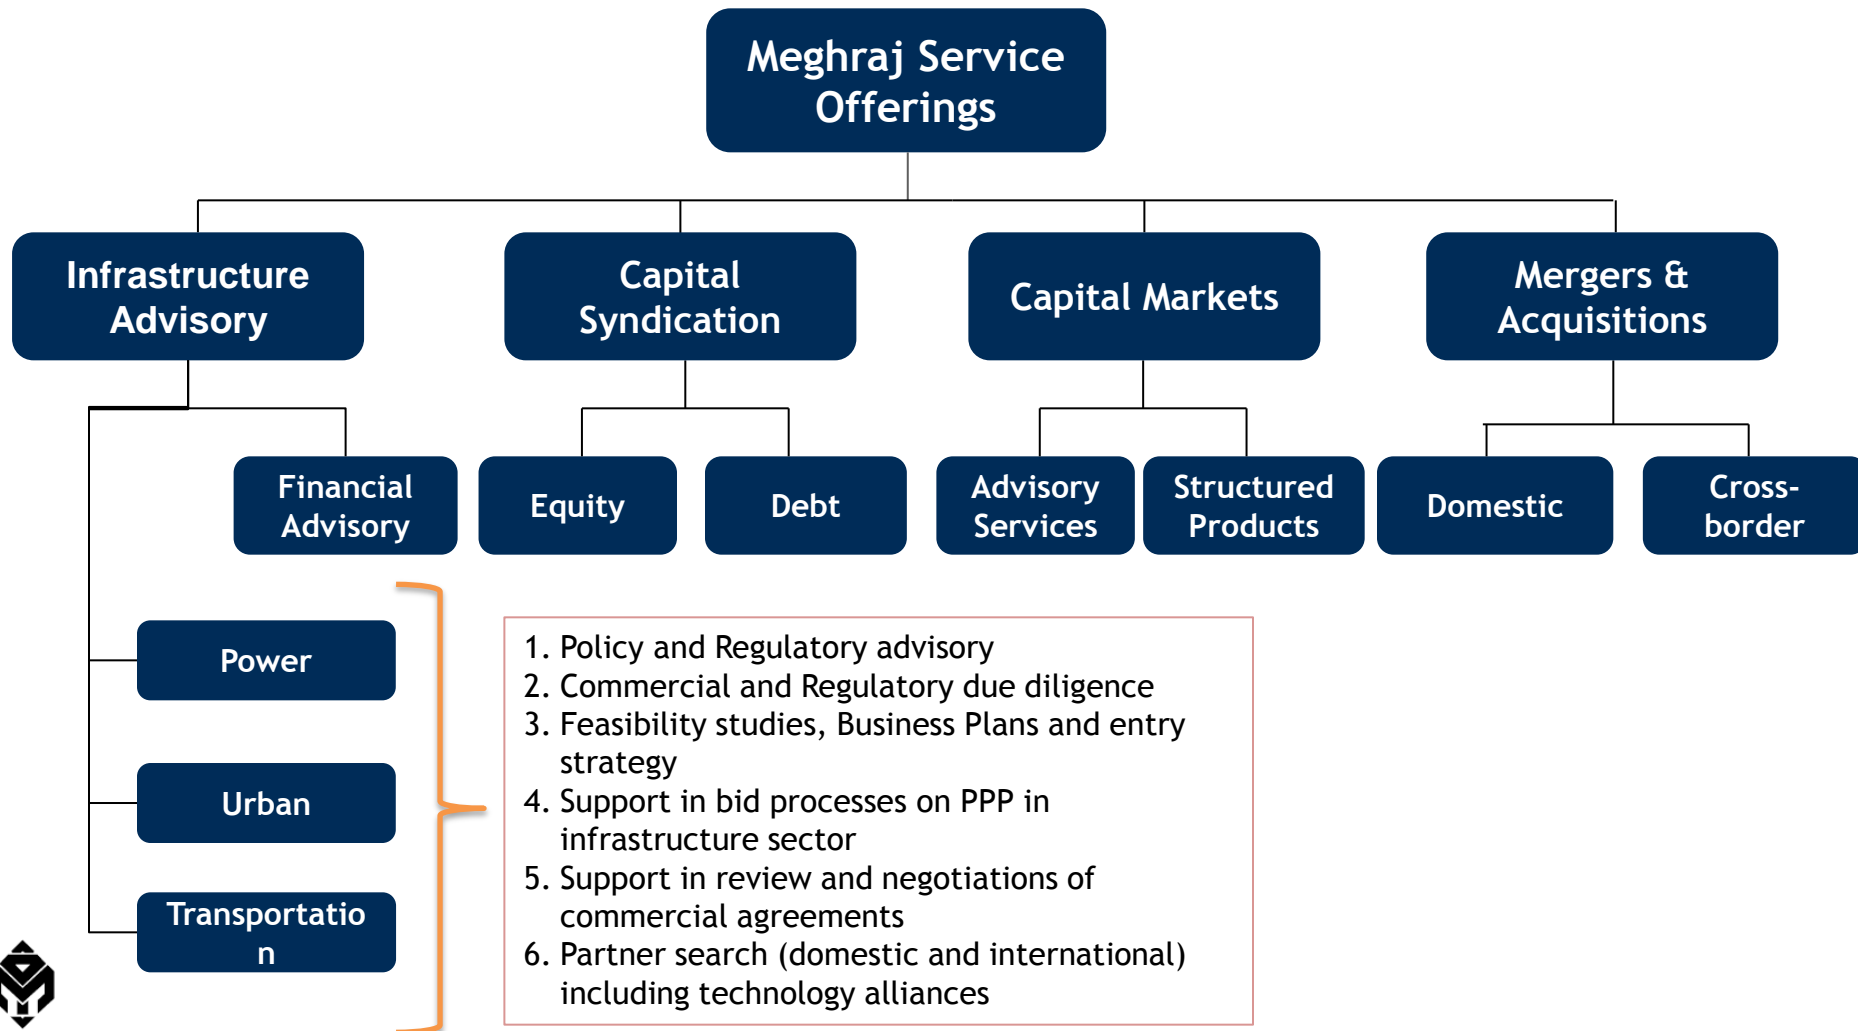 Meghraj Service
Offerings
Infrastructure
Advisory
Capital
Syndication
Capital Markets
Mergers &
Acquisitions
Financial
Advisory
Equity
Debt
Advisory
Services
Structured
Products
Domestic
Cross-
border
Power
Urban
Transportatio
n
1. Policy and Regulatory advisory
2. Commercial and Regulatory due diligence
3. Feasibility studies, Business Plans and entry
strategy
4. Support in bid processes on PPP in
infrastructure sector
5. Support in review and negotiations of
commercial agreements
6. Partner search (domestic and international)
including technology alliances